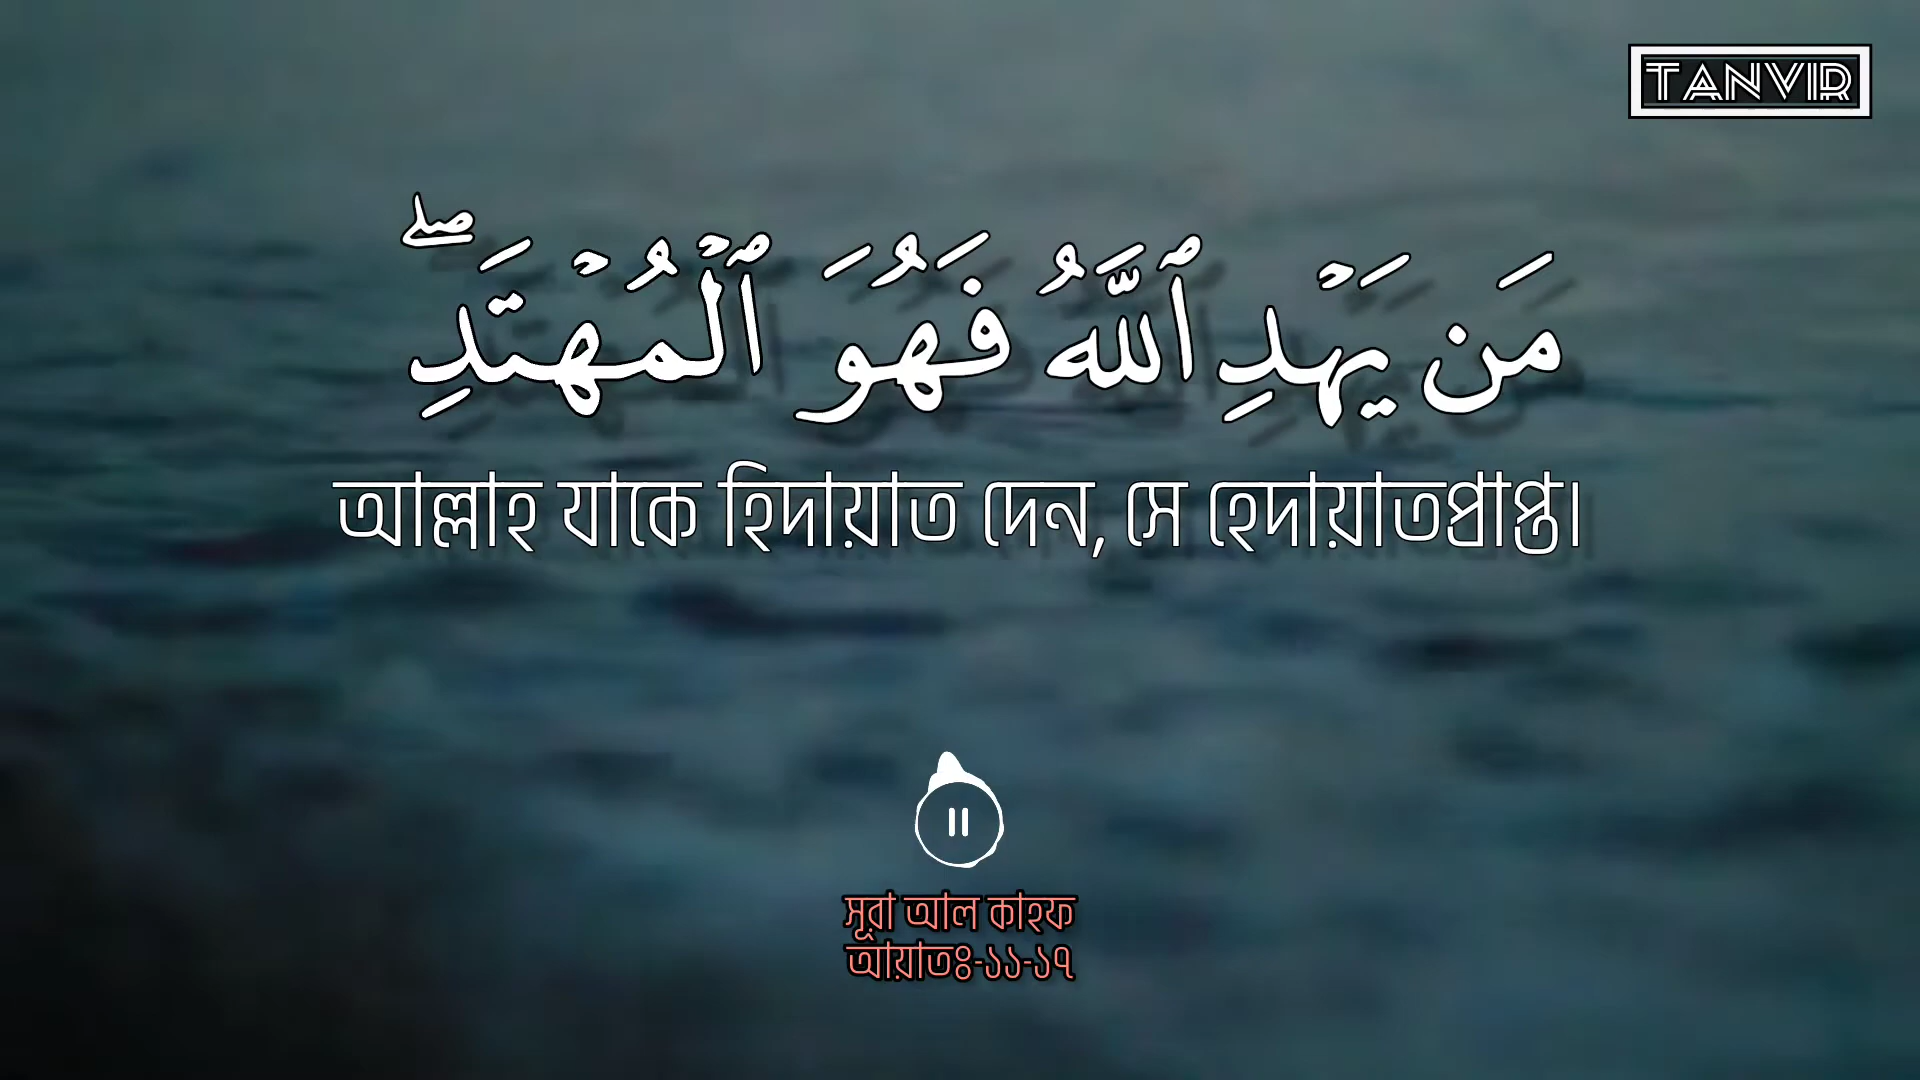 TANVIR
مَن يَهْدِ ٱللَّهُ فَهُوَ ٱلْمُهْتَدِ ۖ
আল্লাহ যাকে হিদায়াত দেন, সে হেদায়াতপ্রাপ্ত।
সূরা আল কাহফ
আয়াতঃ-১১-১৭